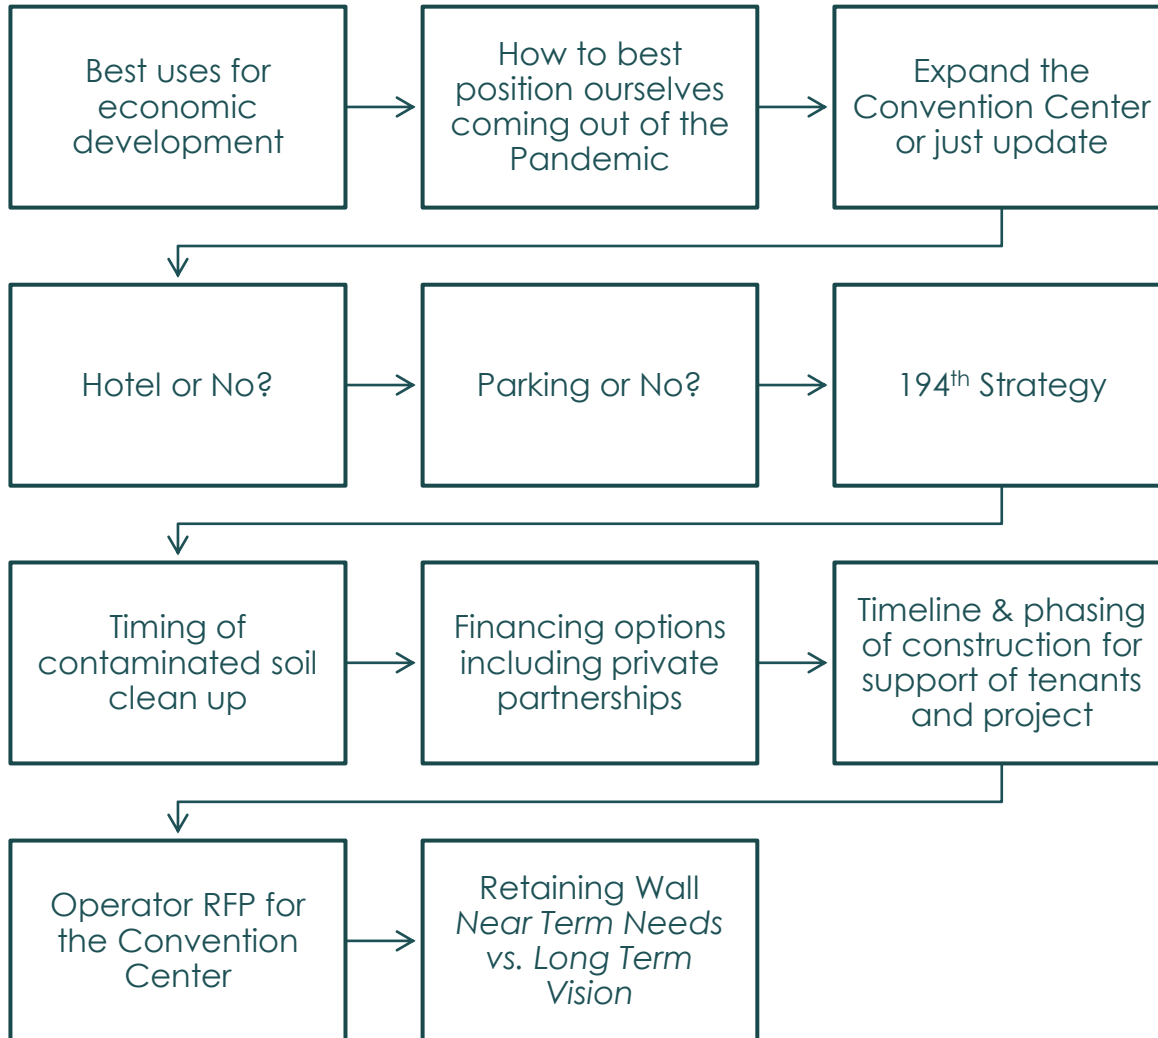 Best uses for
economic
development
How to best
position ourselves
coming out of the
Pandemic
Expand the
Convention Center
or just update
Hotel or No?
Parking or No?
194th Strategy
Timing of
contaminated soil
clean up
Financing options
including private
partnerships
Timeline & phasing
of construction for
support of tenants
and project
Operator RFP for
the Convention
Center
Retaining Wall
Near Term Needs
vs. Long Term
Vision